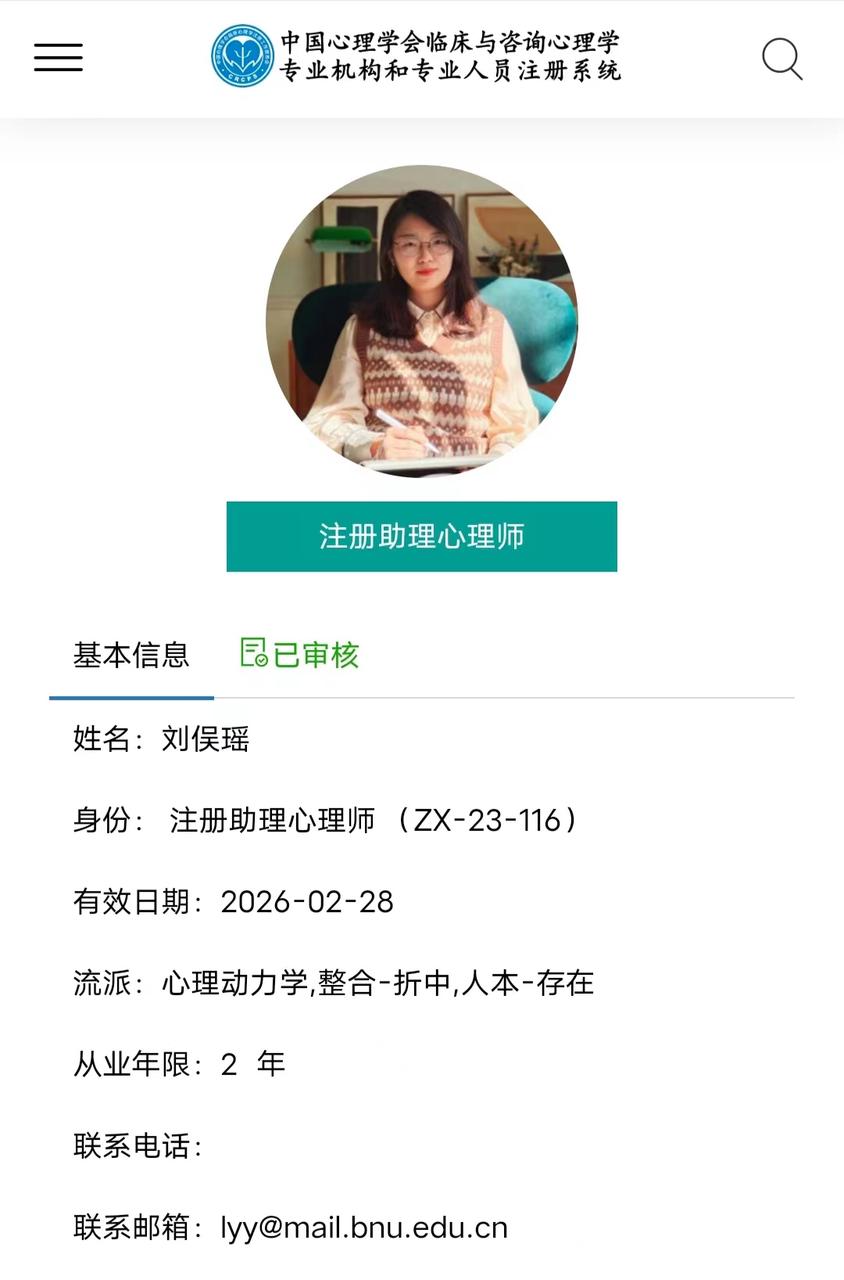 中国心理学会临床与咨询心理学
专业机构和专业人员注册系统
CRCPS
注册助理心理师
基本信息 已审核
姓名：刘俣瑶
身份： 注册助理心理师 （ZX-23-116）
有效日期：2026-02-28
流派：心理动力学,整合-折中,人本-存在
从业年限：2 年
联系电话：
联系邮箱：lyy@mail.bnu.edu.cn